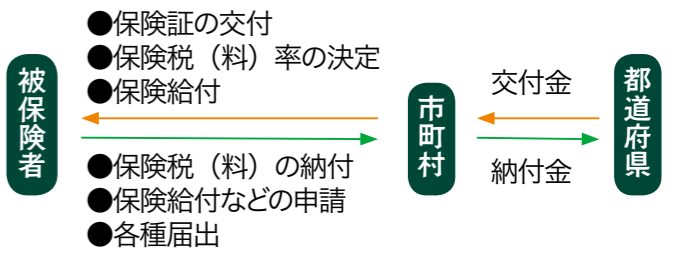 被保険者
●保険証の交付
●保険税（料）率の決定
●保険給付
●保険税（料）の納付
●保険給付などの申請
●各種届出
市町村
交付金
納付金
都道府県